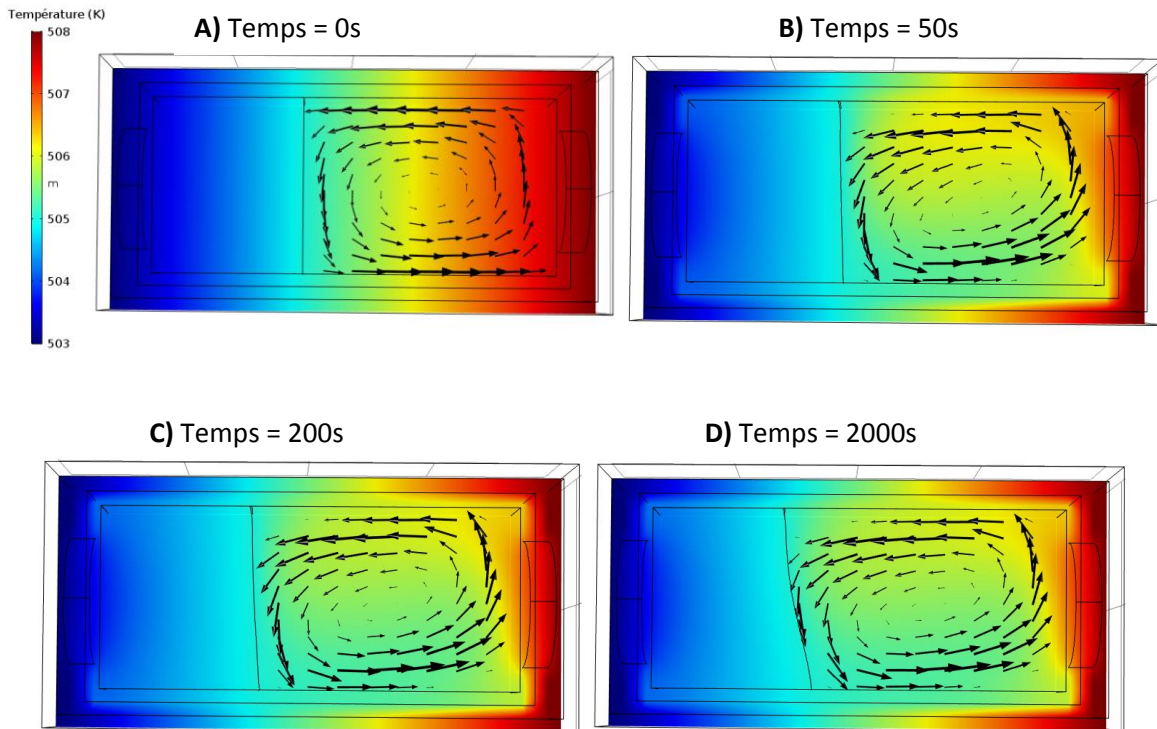 Température (K)
A) Temps = 0s
B) Temps = 50s
508
507
506
m
505
504
503
C) Temps = 200s
D) Temps = 2000s